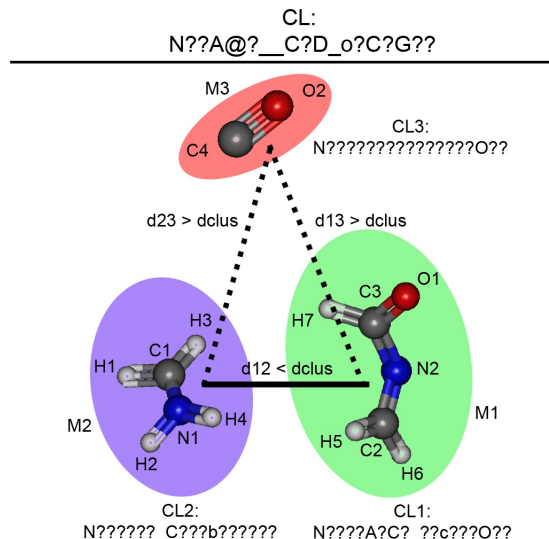 CL:
N??A@?__C?D_o?C?G??
M3
O2
C4
CL3:
N???????????????O??
d23 > dclus
d13 > dclus
O1
C3
H3
H7
C1
H1
d12 < dclus
N2
H4
M2
N1
M1
H5
C2
H2
H6
CL2:
N??????_C???b??????
CL1:
N????A?C?_??c???O??